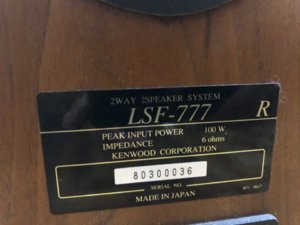 2WAY 2SPEAKER SYSTEM
LSF-777 R
PEAK INPUT POWER 100 W
IMPEDANCE 6 ohms
KENWOOD CORPORATION
80300036
SERIAL NO.
MADE IN JAPAN